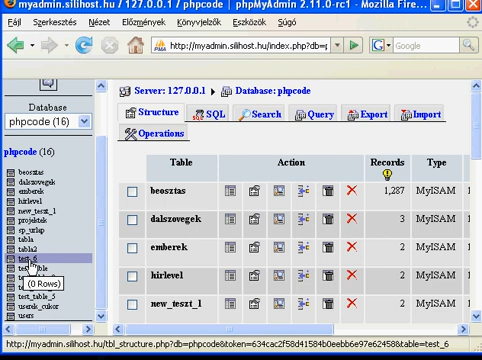 myadmin.silihost.hu / 127.0.0.1 / phpcode | phpMyAdmin 2.11.0-rc1 - Mozilla Fire...
Fájl Szerkesztés Nézet Előzmények Könyvjelzők Eszközök Súgó
http://myadmin.silihost.hu/index.php?db=p
Google
Server: 127.0.0.1 Database: phpcode
Structure SQL Search Query Export Import
Operations
Database
phpcode (16)
phpcode (16)
beosztas
dalszovegek
emberek
hirlevel
new_teszt_1
projektek
sp_urlap
tabla
tabla2
test_6
(0 Rows)
test_table_5
userek_cukor
users
Table Action Records Type
beosztas 1,287 MyISAM
dalszovegek 3 MyISAM
emberek 2 MyISAM
hirlevel 2 MyISAM
new_teszt_1 2 MyISAM
http://myadmin.silihost.hu/tbl_structure.php?db=phpcode&token=634cac2f58d41584b0eebb6e97e624588&table=test_6